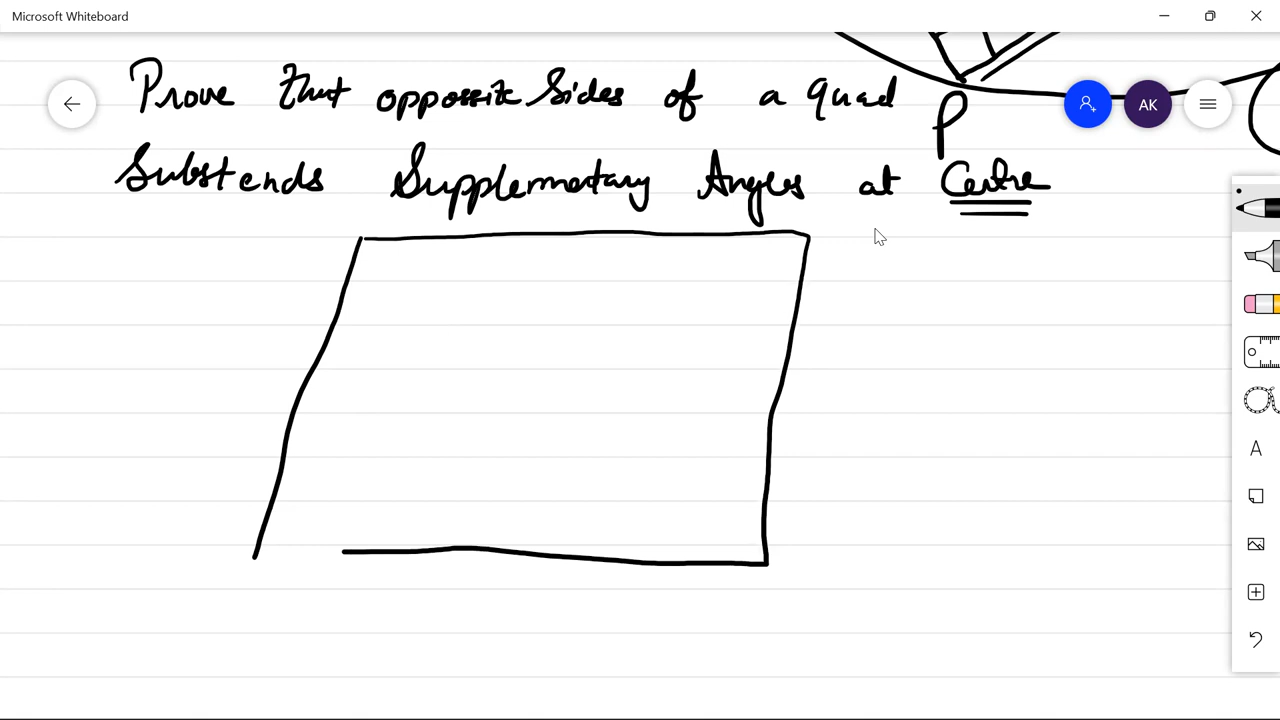 Microsoft Whiteboard
Prove that opposite Sides of a Quad
P
AK
Substends Supplementary Angles at Centre
A